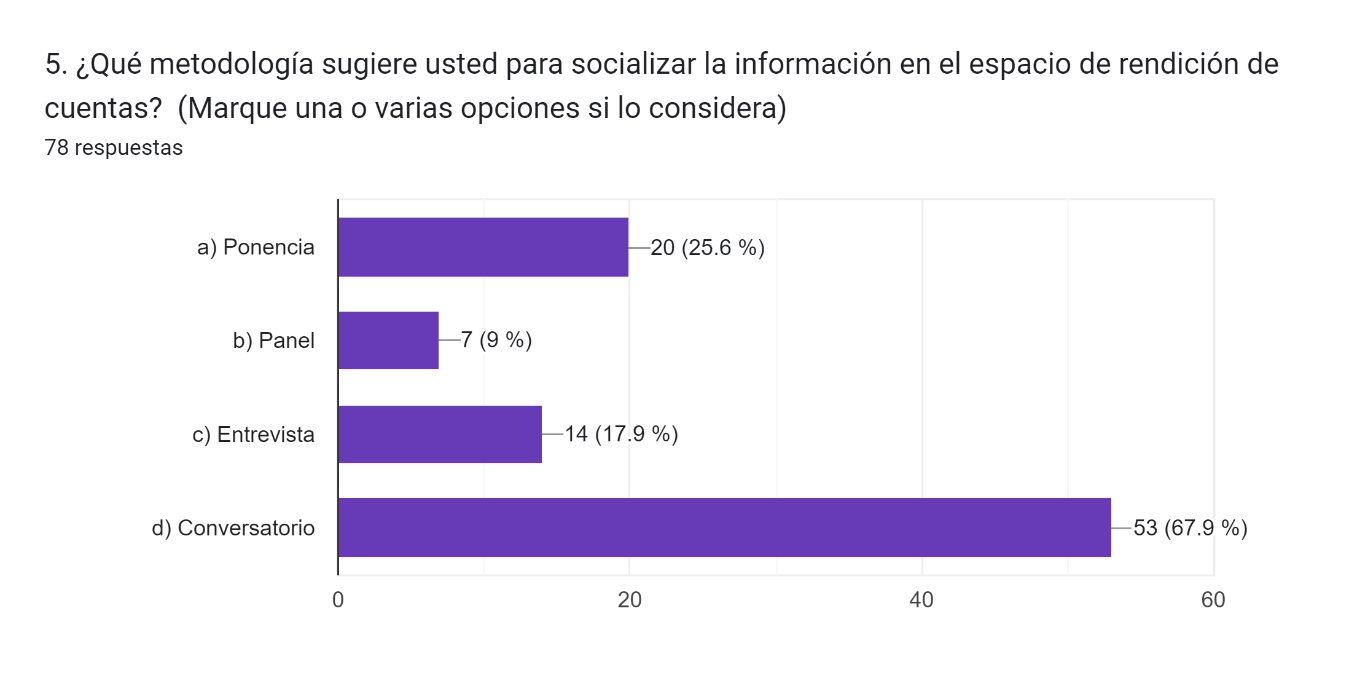 5. ¿Qué metodología sugiere usted para socializar la información en el espacio de rendición de
cuentas?  (Marque una o varias opciones si lo considera)
78 respuestas
a) Ponencia
20 (25.6 %)
b) Panel
7 (9 %)
c) Entrevista
14 (17.9 %)
d) Conversatorio
53 (67.9 %)
0
20
40
60